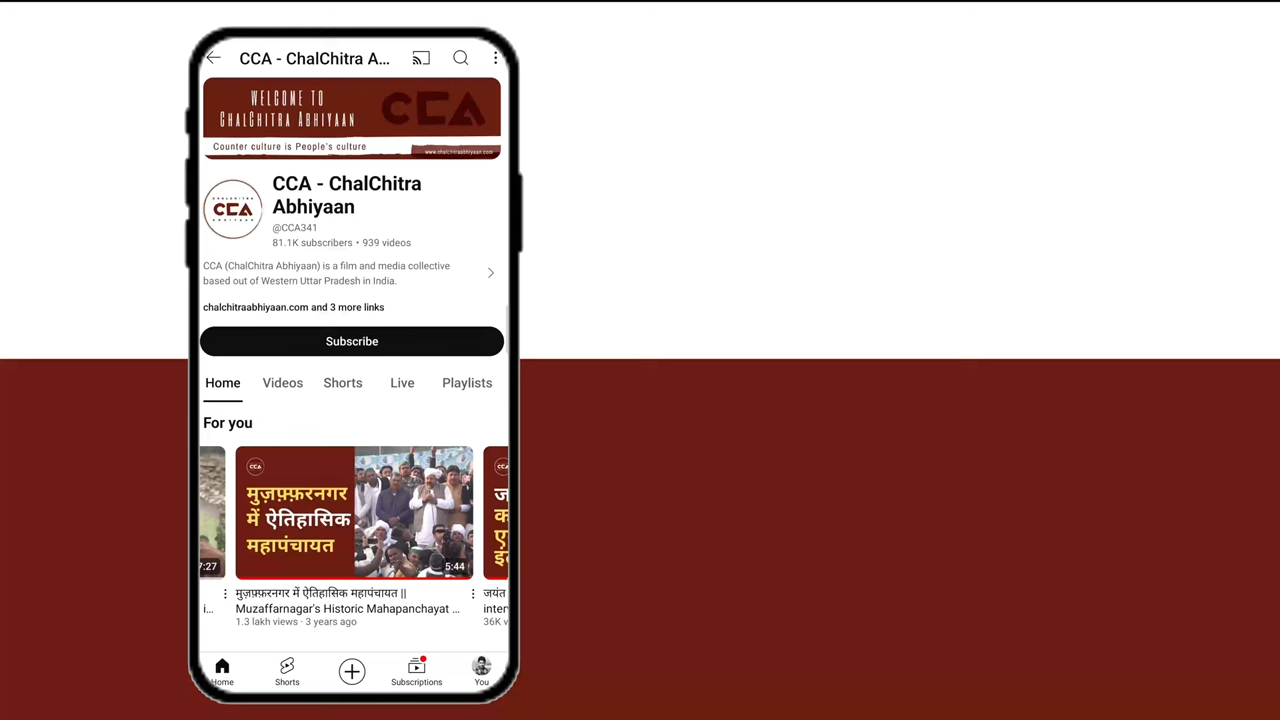 CCA - ChalChitra A...
WELCOME TO
CHALCHITRA ABHIYAAN
CCA
Counter culture is People's culture
www.chalchitraabhiyaan.com
CHALCHITRA
CCA
ABHIYAAN
CCA - ChalChitra
Abhiyaan
@CCA341
81.1K subscribers • 939 videos
CCA (ChalChitra Abhiyaan) is a film and media collective
based out of Western Uttar Pradesh in India.
chalchitraabhiyaan.com and 3 more links
Subscribe
Home Videos Shorts Live Playlists
For you
CCA
मुज़फ़्फ़रनगर
में ऐतिहासिक
महापंचायत
7:27
5:44
मुज़फ़्फ़रनगर में ऐतिहासिक महापंचायत ||
Muzaffarnagar's Historic Mahapanchayat ...
1.3 lakh views · 3 years ago
i...
CCA
जयंत
36K
Home Shorts Subscriptions You